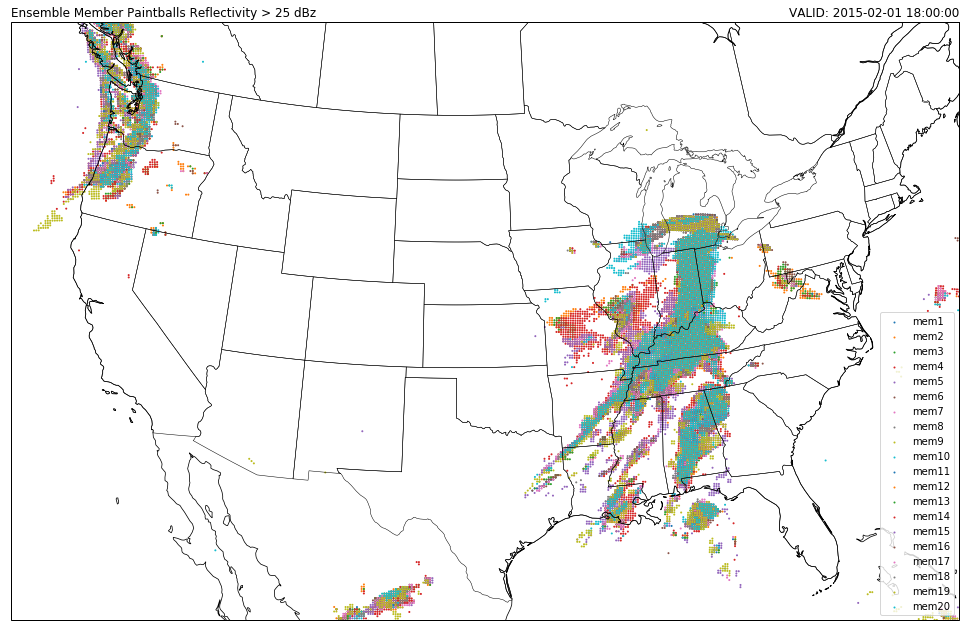 Ensemble Member Paintballs Reflectivity > 25 dBz
VALID: 2015-02-01 18:00:00
mem1
mem2
mem3
mem4
mem5
mem6
mem7
mem8
mem9
mem10
mem11
mem12
mem13
mem14
mem15
mem16
mem17
mem18
mem19
mem20